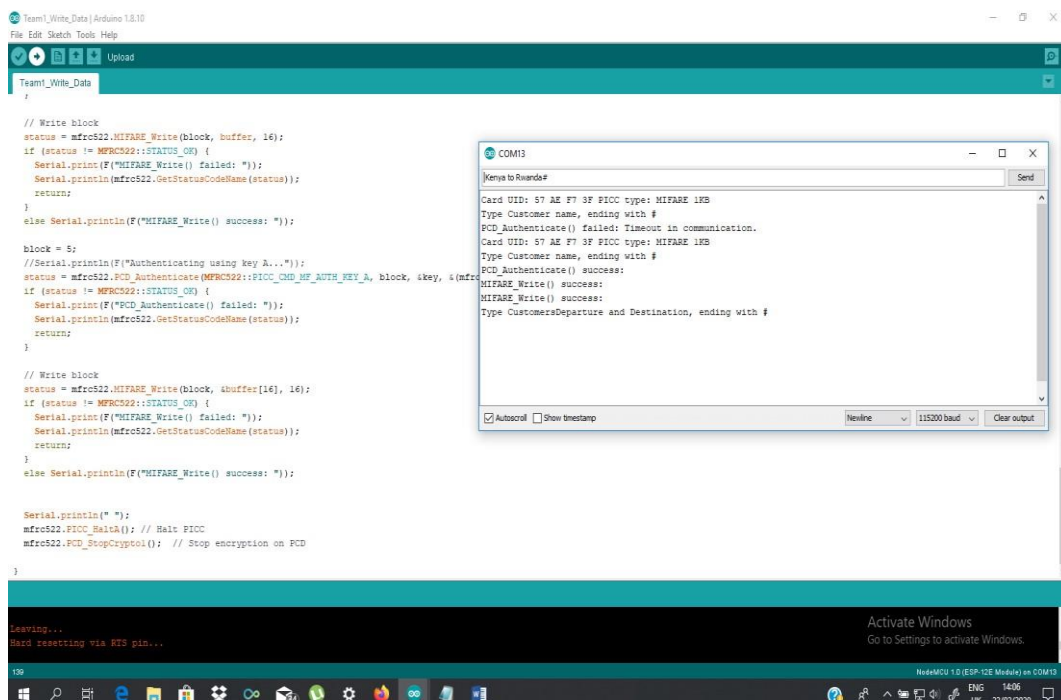 Team1_Write_Data | Arduino 1.8.10
File Edit Sketch Tools Help
Upload
Team1_Write_Data
;
// Write block
status = mfrc522.MIFARE_Write(block, buffer, 16);
if (status != MFRC522::STATUS_OK) {
Serial.print(F("MIFARE_Write() failed: "));
Serial.println(mfrc522.GetStatusCodeName(status));
return;
}
else Serial.println(F("MIFARE_Write() success: "));
block = 5;
//Serial.println(F("Authenticating using key A..."));
status = mfrc522.PCD_Authenticate(MFRC522::PICC_CMD_MF_AUTH_KEY_A, block, &key, &(mfrc
if (status != MFRC522::STATUS_OK) {
Serial.print(F("PCD_Authenticate() failed: "));
Serial.println(mfrc522.GetStatusCodeName(status));
return;
}
// Write block
status = mfrc522.MIFARE_Write(block, &buffer[16], 16);
if (status != MFRC522::STATUS_OK) {
Serial.print(F("MIFARE_Write() failed: "));
Serial.println(mfrc522.GetStatusCodeName(status));
return;
}
else Serial.println(F("MIFARE_Write() success: "));
Serial.println(" ");
mfrc522.PICC_HaltA(); // Halt PICC
mfrc522.PCD_StopCrypto1(); // Stop encryption on PCD
}
COM13
Kenya to Rwanda#
Send
Card UID: 57 AE F7 3F PICC type: MIFARE 1KB
Type Customer name, ending with #
PCD_Authenticate() failed: Timeout in communication.
Card UID: 57 AE F7 3F PICC type: MIFARE 1KB
Type Customer name, ending with #
PCD_Authenticate() success:
MIFARE_Write() success:
MIFARE_Write() success:
Type CustomersDeparture and Destination, ending with #
Autoscroll Show timestamp Newline 115200 baud Clear output
Leaving...
Hard resetting via RTS pin...
Activate Windows
Go to Settings to activate Windows.
139
NodeMCU 1.0 (ESP-12E Module) on COM13
ENG 14:06
UK